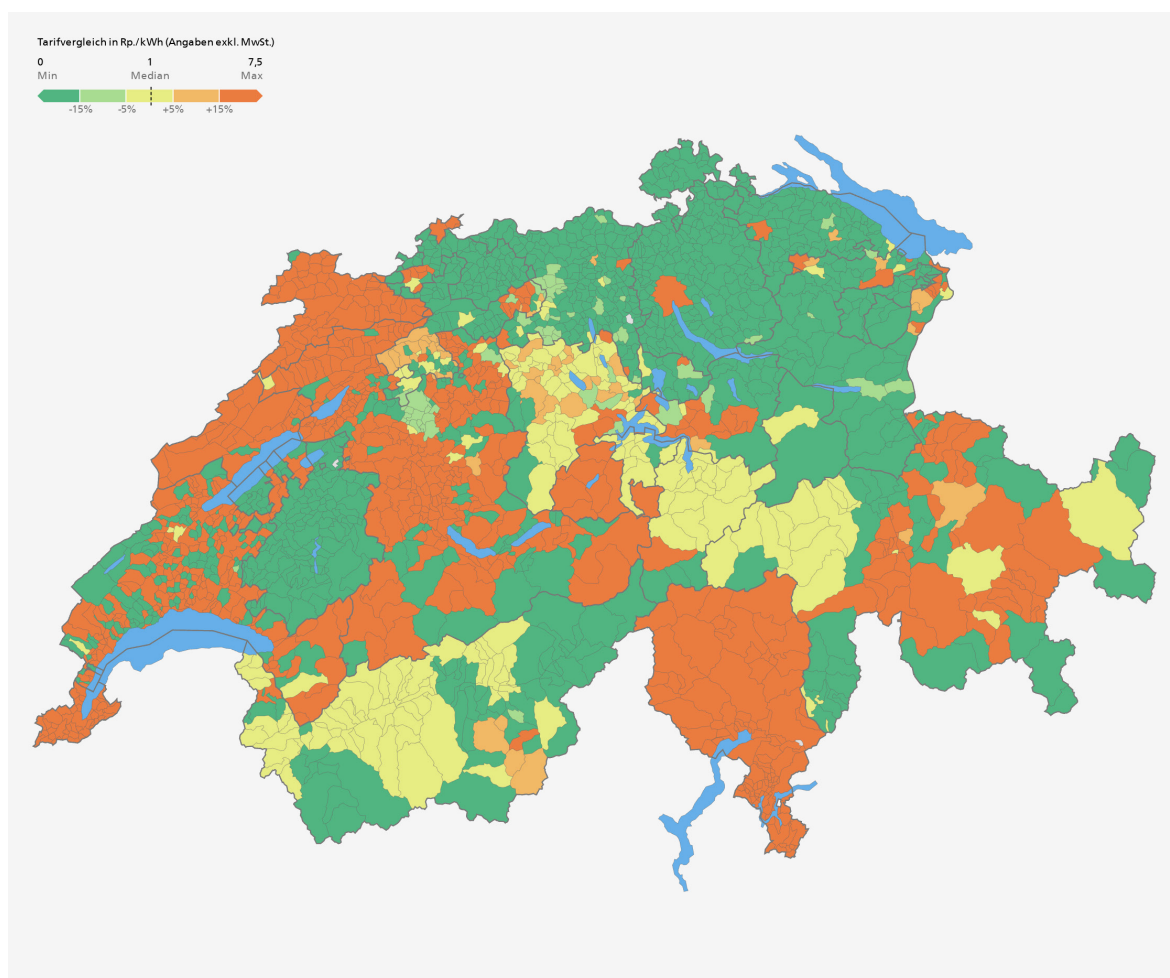 Tarifvergleich in Rp./kWh (Angaben exkl. MwSt.)
0 1 7,5
Min Median Max
-15% -5% +5% +15%